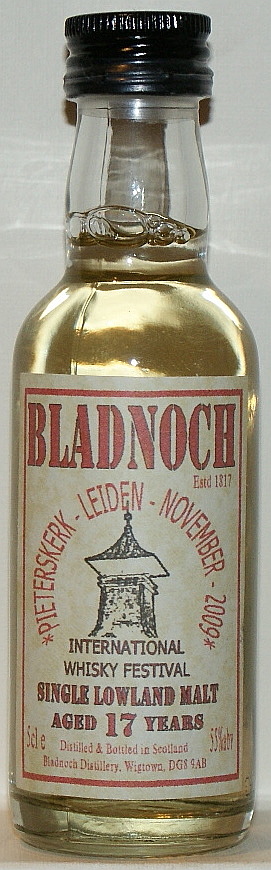 BLADNOCH
Estd 1817
*PIETERSKERK - LEIDEN - NOVEMBER - 2009*
INTERNATIONAL
WHISKY FESTIVAL
SINGLE LOWLAND MALT
AGED 17 YEARS
5cl e Distilled & Bottled in Scotland 55%abv
Bladnoch Distillery, Wigtown, DG8 9AB